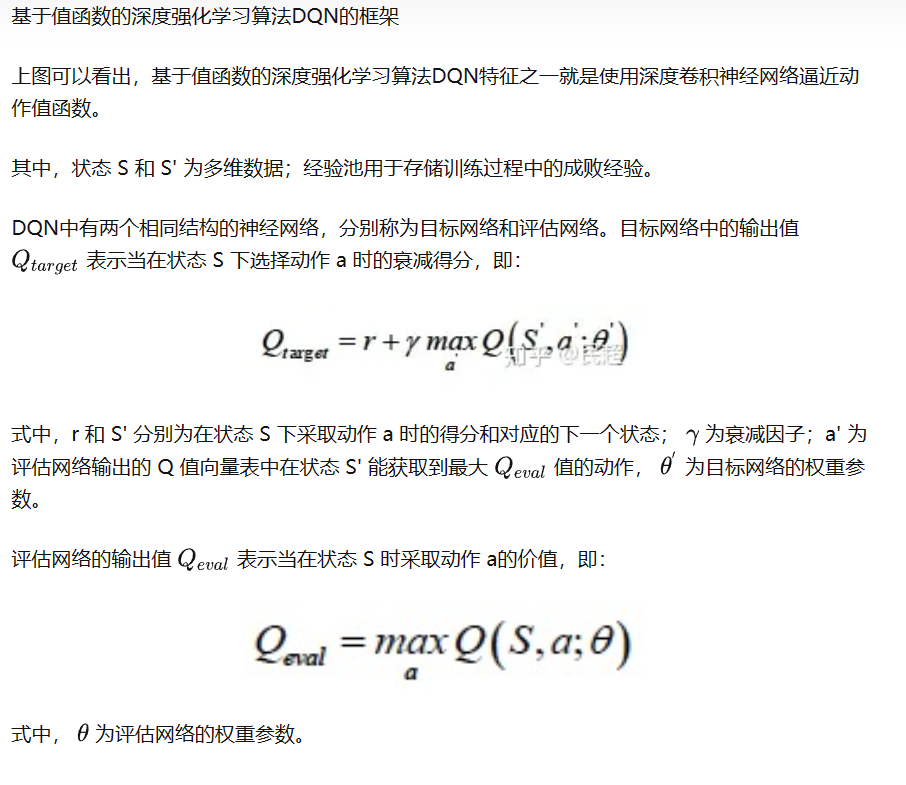 基于值函数的深度强化学习算法DQN的框架
上图可以看出，基于值函数的深度强化学习算法DQN特征之一就是使用深度卷积神经网络逼近动
作值函数。
其中，状态 S 和 S' 为多维数据；经验池用于存储训练过程中的成败经验。
DQN中有两个相同结构的神经网络，分别称为目标网络和评估网络。目标网络中的输出值
Q_{target} 表示当在状态 S 下选择动作 a 时的衰减得分，即：
Q_{target} = r + γ max_{a'} Q(S', a'; θ')
知乎 @民超
式中，r 和 S' 分别为在状态 S 下采取动作 a 时的得分和对应的下一个状态； γ 为衰减因子；a' 为
评估网络输出的 Q 值向量表中在状态 S' 能获取到最大 Q_{eval} 值的动作， θ' 为目标网络的权重参
数。
评估网络的输出值 Q_{eval} 表示当在状态 S 时采取动作 a的价值，即：
Q_{eval} = max_{a} Q(S, a; θ)
式中， θ 为评估网络的权重参数。